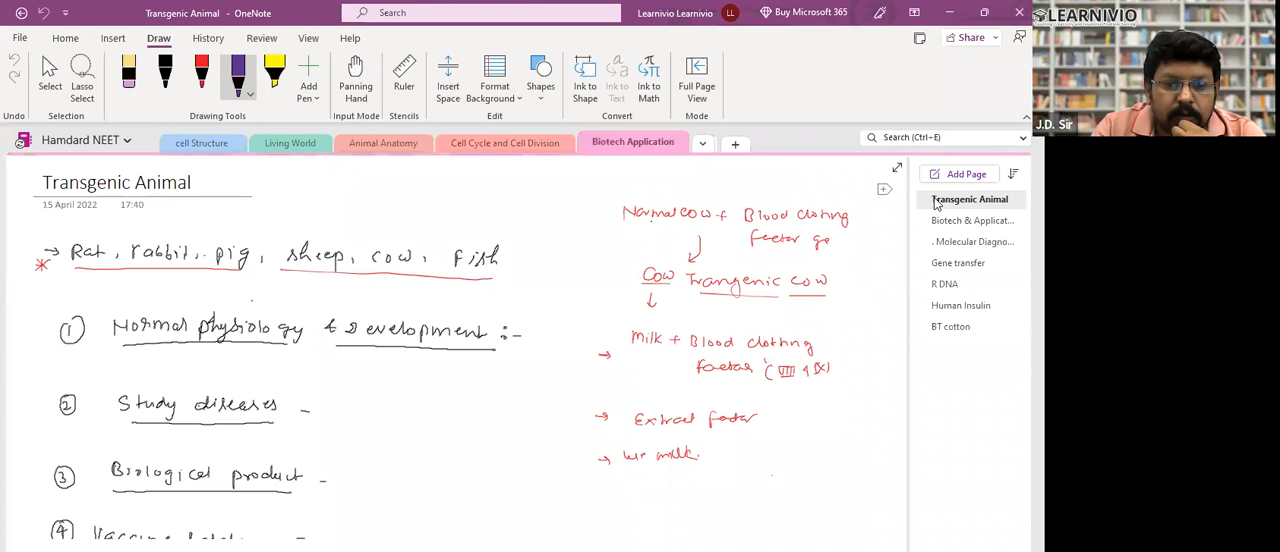 Transgenic Animal - OneNote
Search
Learnivio Learnivio
LL
Buy Microsoft 365
LEARNIVIO
File
Home
Insert
Draw
History
Review
View
Help
Share
Select
Lasso Select
Add Pen
Panning Hand
Ruler
Insert Space
Format Background
Shapes
Ink to Shape
Ink to Text
Ink to Math
Full Page View
Undo
Selection
Drawing Tools
Input Mode
Stencils
Edit
Convert
Mode
J.D. Sir
Hamdard NEET
cell Structure
Living World
Animal Anatomy
Cell Cycle and Cell Division
Biotech Application
Search (Ctrl+E)
Transgenic Animal
15 April 2022 17:40
Add Page
Transgenic Animal
Biotech & Applicat...
. Molecular Diagno...
Gene transfer
R DNA
Human Insulin
BT cotton
→ Rat, rabbit, pig, sheep, cow, fish
① Normal physiology & Development :-
② Study diseases -
③ Biological product -
④
Normal cow + Blood cloting
factor ge
Cow Trangenic cow
Milk + Blood clotting
factor (VIII & IX)
→ Extract factor
→ milk.